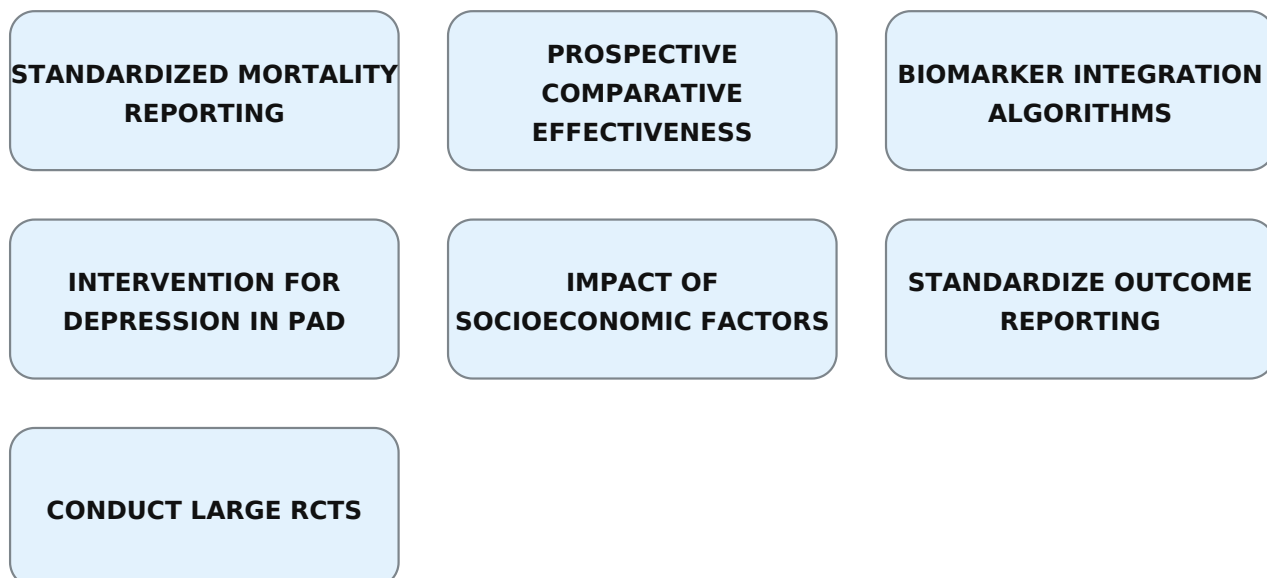 STANDARDIZED MORTALITY
REPORTING
PROSPECTIVE
COMPARATIVE
EFFECTIVENESS
BIOMARKER INTEGRATION
ALGORITHMS
INTERVENTION FOR
DEPRESSION IN PAD
IMPACT OF
SOCIOECONOMIC FACTORS
STANDARDIZE OUTCOME
REPORTING
CONDUCT LARGE RCTS